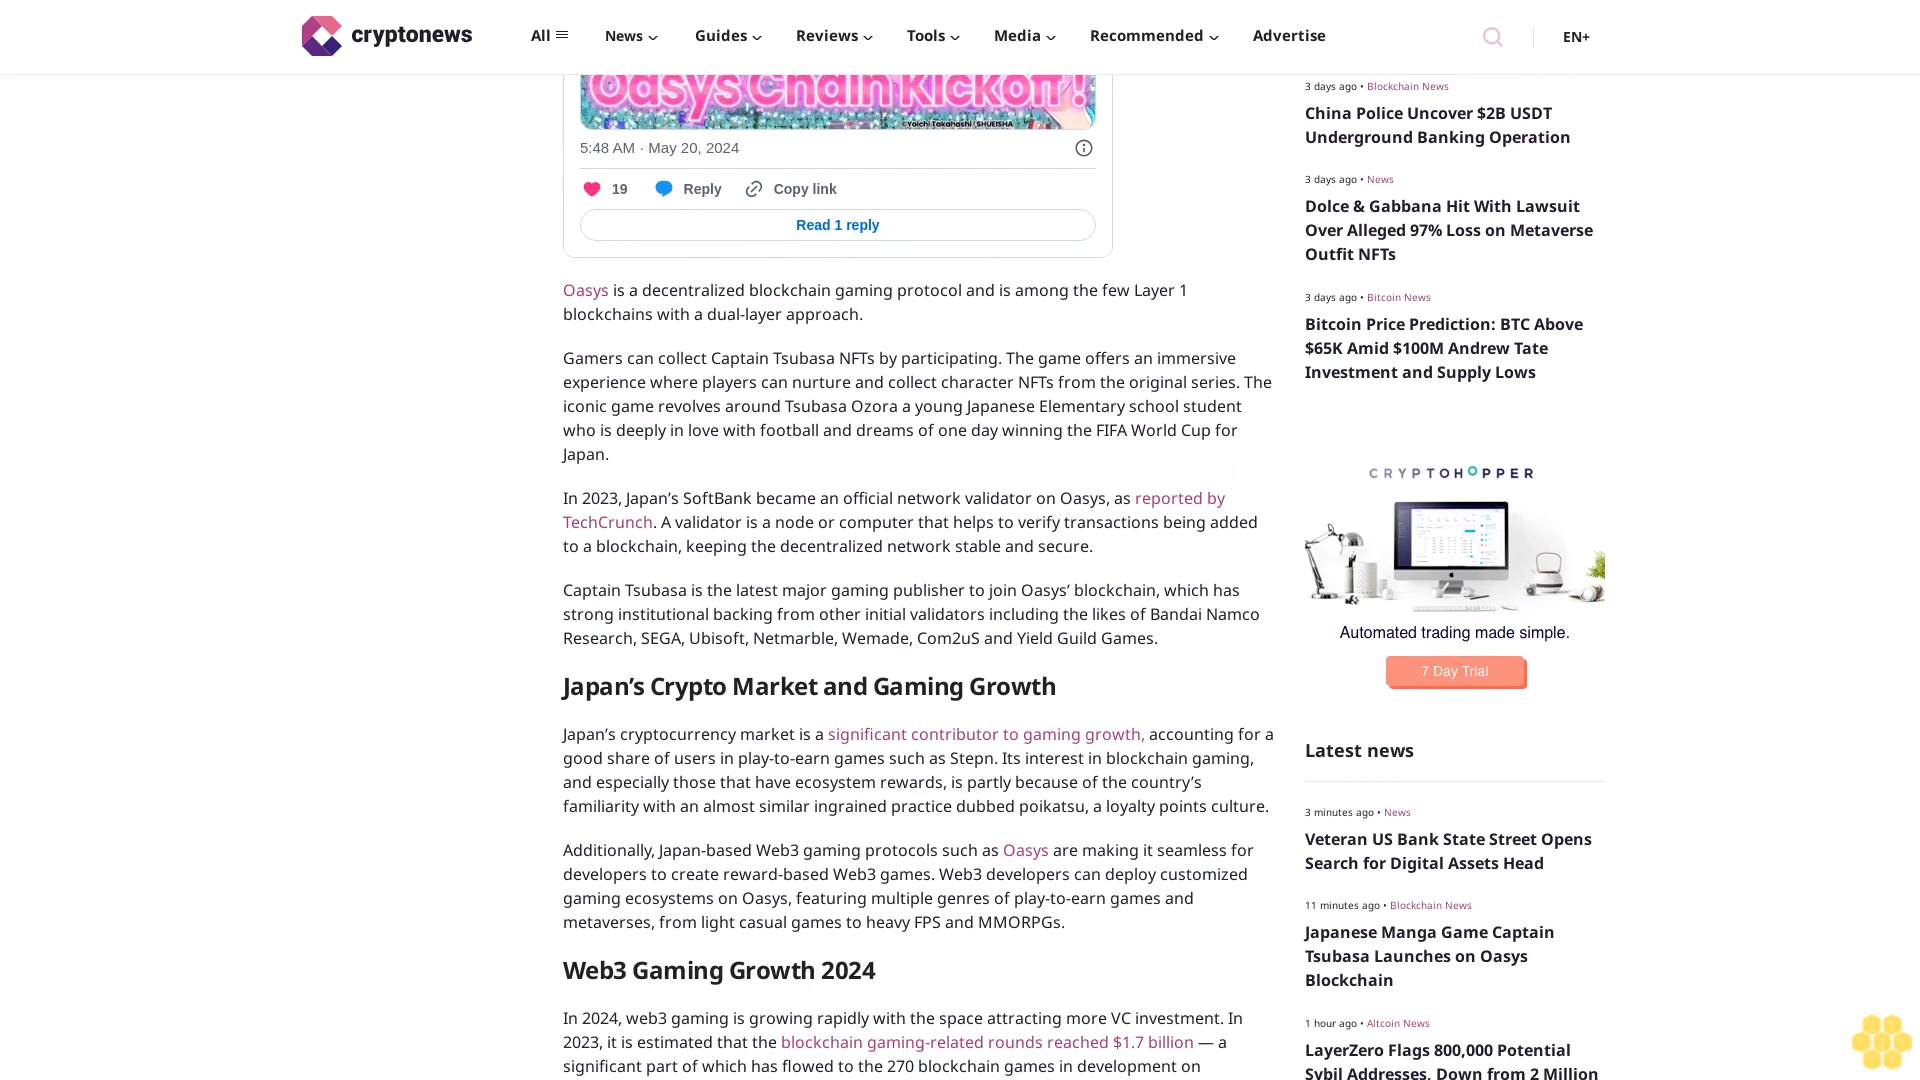 cryptonews
All
News
Guides
Reviews
Tools
Media
Recommended
Advertise
EN+
Oasys Chain Kickoff!
©Yoichi Takahashi / SHUEISHA
5:48 AM · May 20, 2024
19
Reply
Copy link
Read 1 reply
Oasys is a decentralized blockchain gaming protocol and is among the few Layer 1
blockchains with a dual-layer approach.
Gamers can collect Captain Tsubasa NFTs by participating. The game offers an immersive
experience where players can nurture and collect character NFTs from the original series. The
iconic game revolves around Tsubasa Ozora a young Japanese Elementary school student
who is deeply in love with football and dreams of one day winning the FIFA World Cup for
Japan.
In 2023, Japan’s SoftBank became an official network validator on Oasys, as reported by
TechCrunch. A validator is a node or computer that helps to verify transactions being added
to a blockchain, keeping the decentralized network stable and secure.
Captain Tsubasa is the latest major gaming publisher to join Oasys’ blockchain, which has
strong institutional backing from other initial validators including the likes of Bandai Namco
Research, SEGA, Ubisoft, Netmarble, Wemade, Com2uS and Yield Guild Games.
Japan’s Crypto Market and Gaming Growth
Japan’s cryptocurrency market is a significant contributor to gaming growth, accounting for a
good share of users in play-to-earn games such as Stepn. Its interest in blockchain gaming,
and especially those that have ecosystem rewards, is partly because of the country’s
familiarity with an almost similar ingrained practice dubbed poikatsu, a loyalty points culture.
Additionally, Japan-based Web3 gaming protocols such as Oasys are making it seamless for
developers to create reward-based Web3 games. Web3 developers can deploy customized
gaming ecosystems on Oasys, featuring multiple genres of play-to-earn games and
metaverses, from light casual games to heavy FPS and MMORPGs.
Web3 Gaming Growth 2024
In 2024, web3 gaming is growing rapidly with the space attracting more VC investment. In
2023, it is estimated that the blockchain gaming-related rounds reached $1.7 billion — a
significant part of which has flowed to the 270 blockchain games in development on
3 days ago • Blockchain News
China Police Uncover $2B USDT
Underground Banking Operation
3 days ago • News
Dolce & Gabbana Hit With Lawsuit
Over Alleged 97% Loss on Metaverse
Outfit NFTs
3 days ago • Bitcoin News
Bitcoin Price Prediction: BTC Above
$65K Amid $100M Andrew Tate
Investment and Supply Lows
CRYPTOHOPPER
Automated trading made simple.
7 Day Trial
Latest news
3 minutes ago • News
Veteran US Bank State Street Opens
Search for Digital Assets Head
11 minutes ago • Blockchain News
Japanese Manga Game Captain
Tsubasa Launches on Oasys
Blockchain
1 hour ago • Altcoin News
LayerZero Flags 800,000 Potential
Sybil Addresses, Down from 2 Million